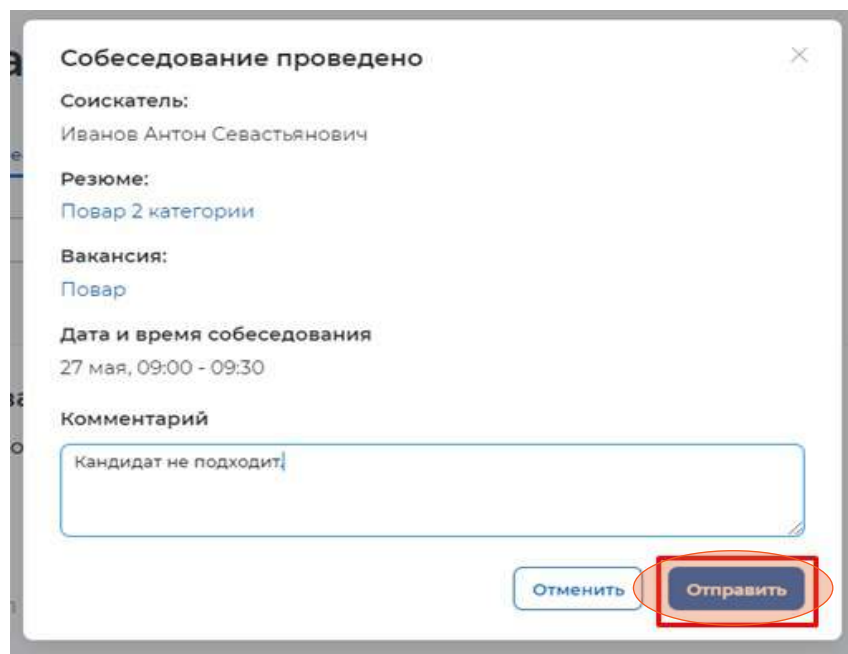 Собеседование проведено
Соискатель:
Иванов Антон Севастьянович
Резюме:
Повар 2 категории
Вакансия:
Повар
Дата и время собеседования
27 мая, 09:00 - 09:30
Комментарий
Кандидат не подходит.
Отменить
Отправить